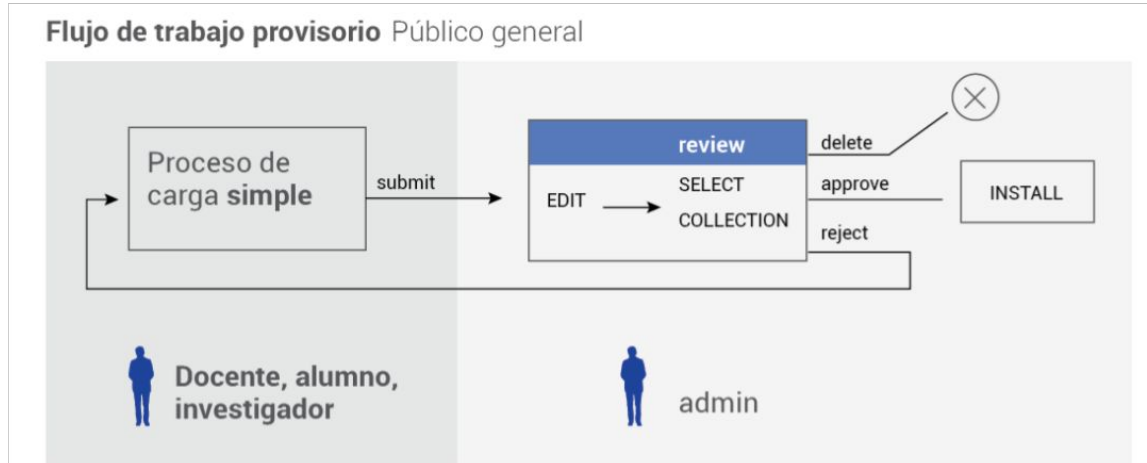 Flujo de trabajo provisorio Público general
Proceso de
carga simple
submit
review
EDIT
SELECT
COLLECTION
delete
approve
reject
INSTALL
Docente, alumno,
investigador
admin